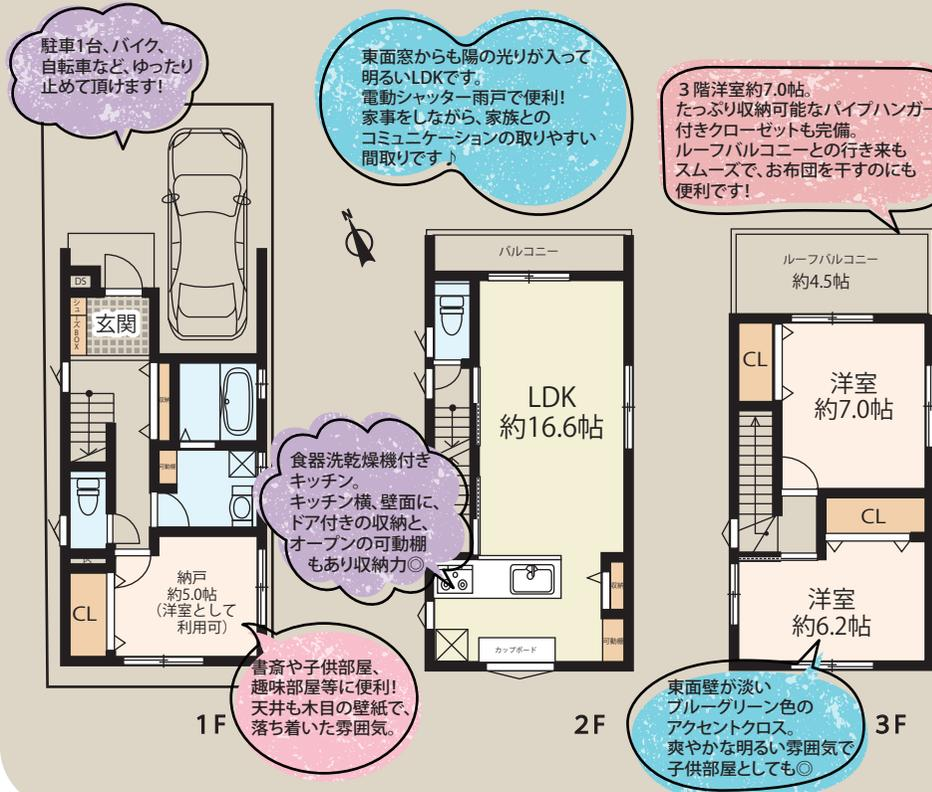 駐車1台、バイク、
自転車など、ゆったり
止めて頂けます!
東面窓からも陽の光りが入って
明るいLDKです。
電動シャッター雨戸で便利!
家事をしながら、家族との
コミュニケーションの取りやすい
間取りです♪
3階洋室約7.0帖。
たっぷり収納可能なパイプハンガー
付きクローゼットも完備。
ルーフバルコニーとの行き来も
スムーズで、お布団を干すのにも
便利です!
N
DS
シューズBOX
玄関
収納
可動棚
納戸
約5.0帖
(洋室として
利用可)
CL
1F
書斎や子供部屋、
趣味部屋等に便利!
天井も木目の壁紙で、
落ち着いた雰囲気。
バルコニー
LDK
約16.6帖
食器洗乾燥機付き
キッチン。
キッチン横、壁面に、
ドア付きの収納と、
オープンの可動棚
もあり収納力◎
収納
可動棚
カップボード
2F
ルーフバルコニー
約4.5帖
CL
洋室
約7.0帖
CL
洋室
約6.2帖
東面壁が淡い
ブルーグリーン色の
アクセントクロス。
爽やかな明るい雰囲気で
子供部屋としても◎
3F